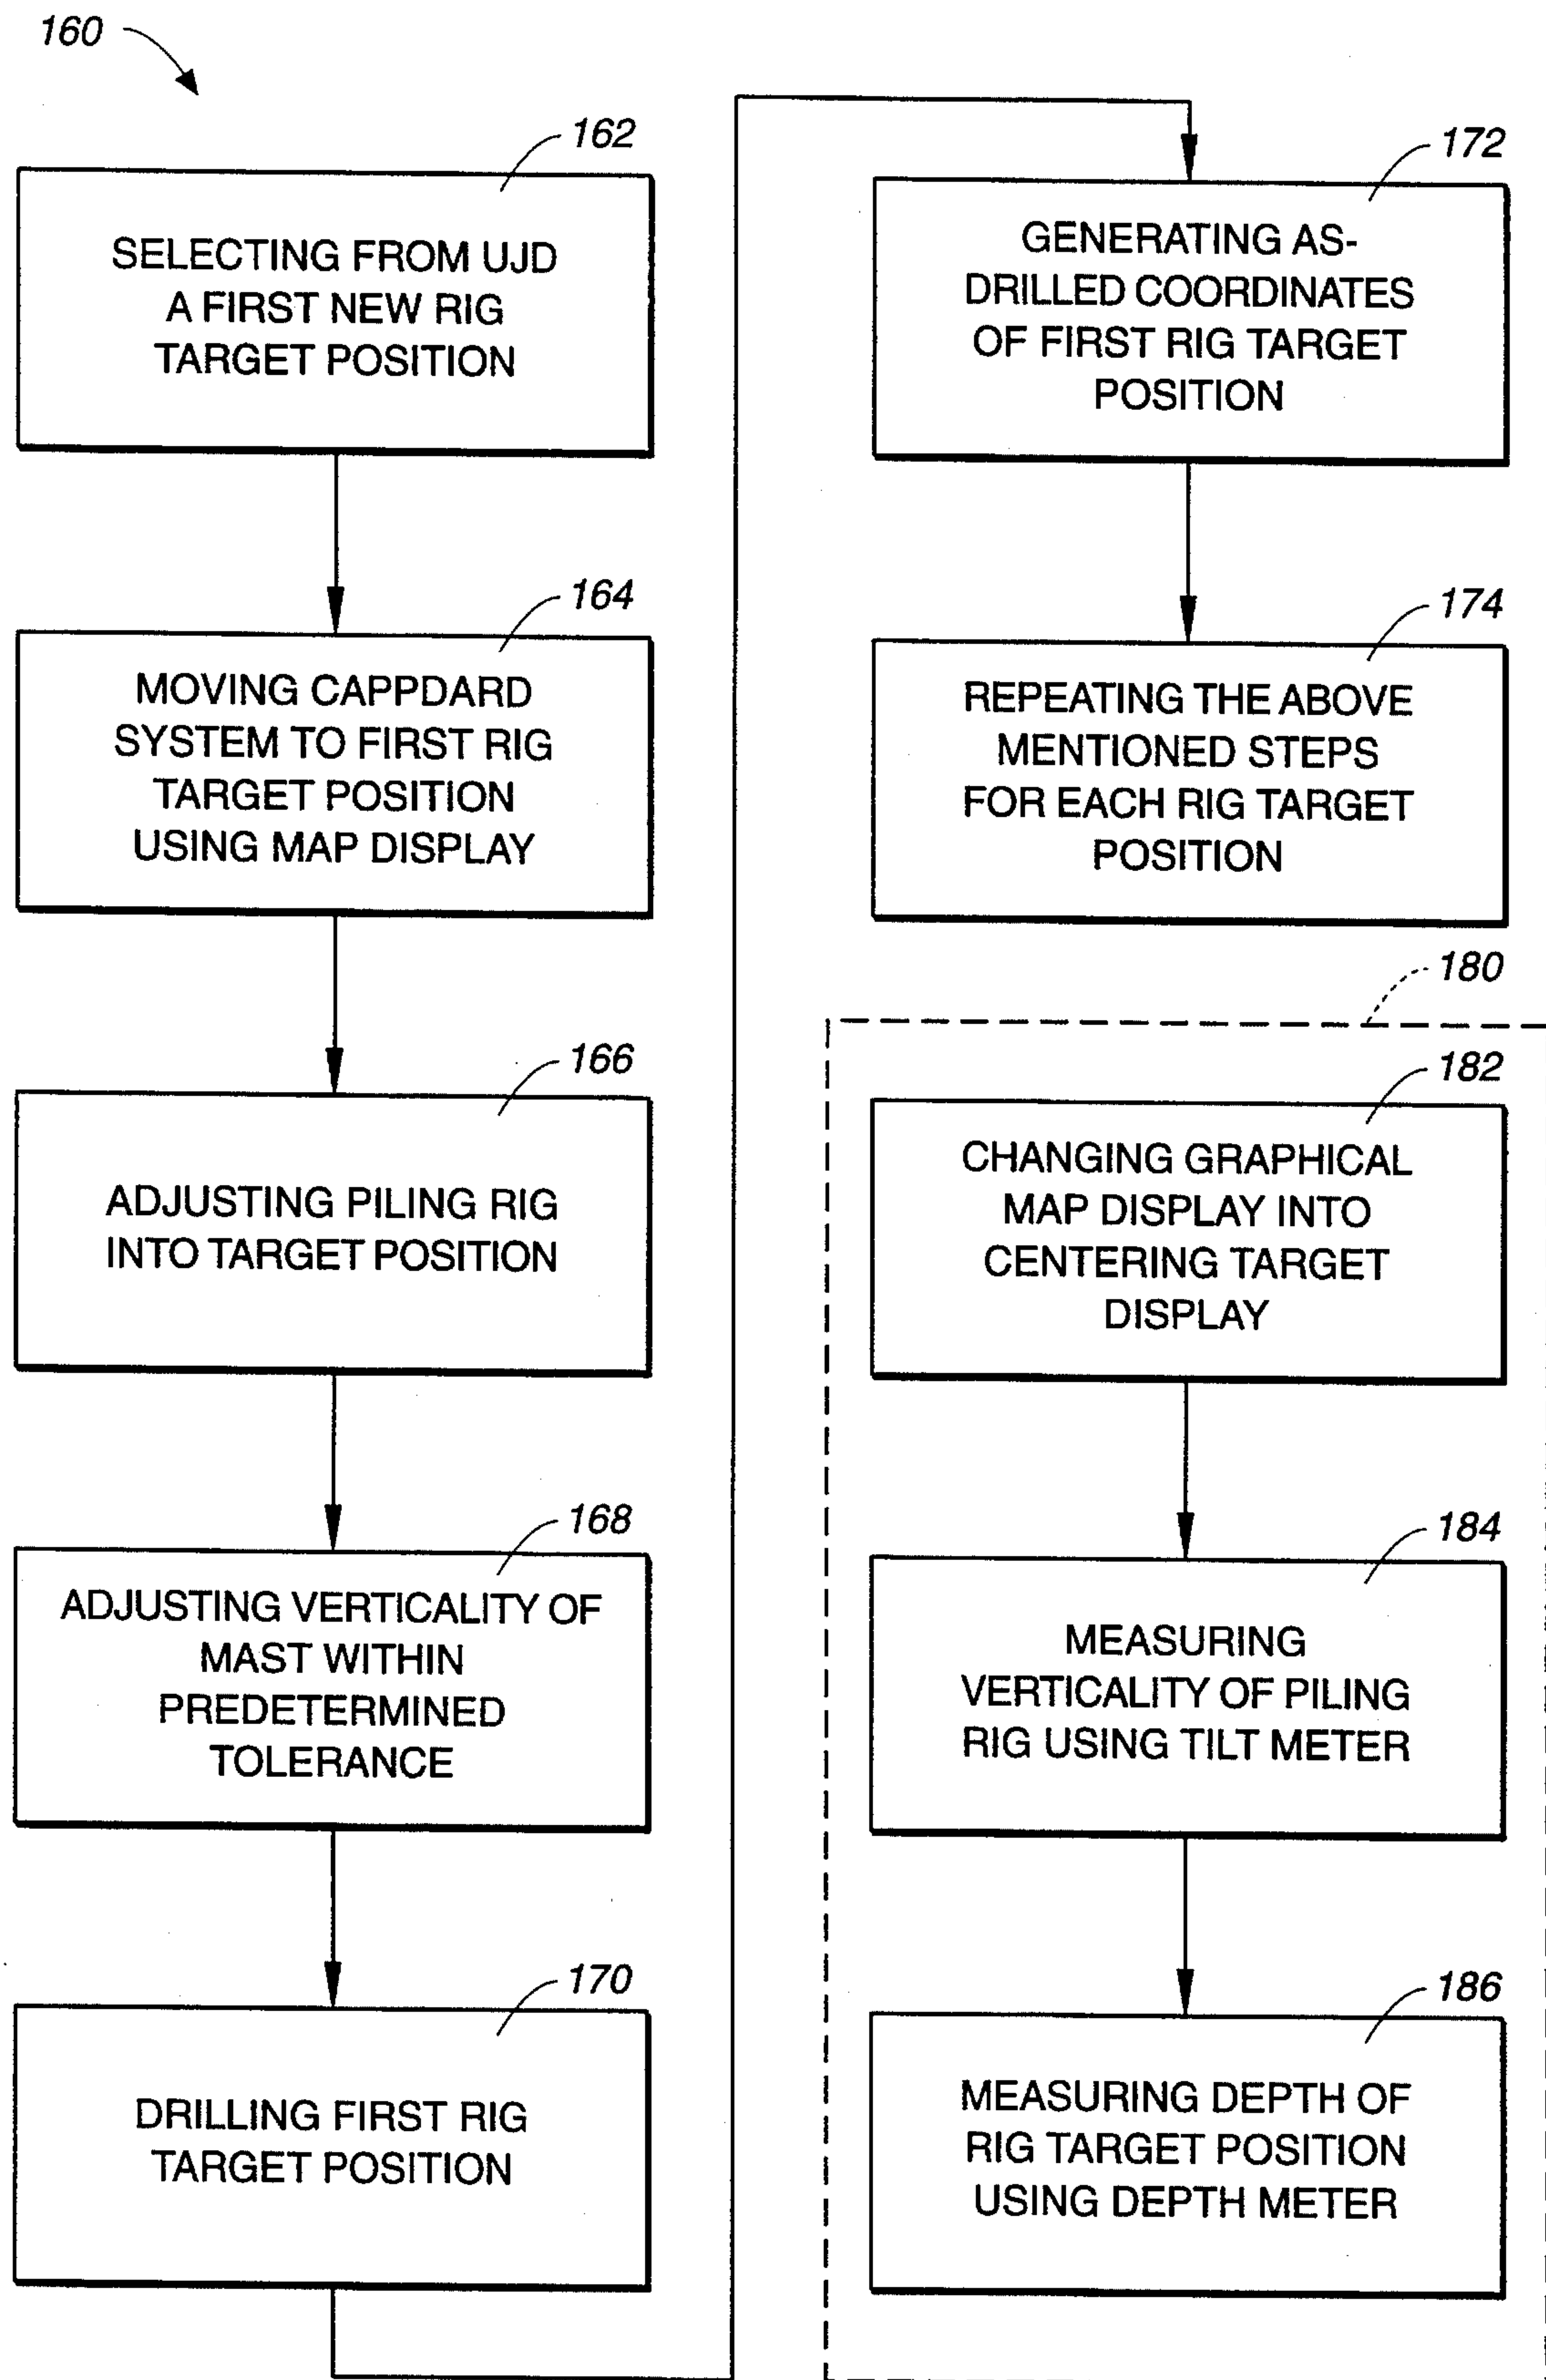 160
162
SELECTING FROM UJD
A FIRST NEW RIG
TARGET POSITION
164
MOVING CAPPDARD
SYSTEM TO FIRST RIG
TARGET POSITION
USING MAP DISPLAY
166
ADJUSTING PILING RIG
INTO TARGET POSITION
168
ADJUSTING VERTICALITY OF
MAST WITHIN
PREDETERMINED
TOLERANCE
170
DRILLING FIRST RIG
TARGET POSITION
172
GENERATING AS-
DRILLED COORDINATES
OF FIRST RIG TARGET
POSITION
174
REPEATING THE ABOVE
MENTIONED STEPS
FOR EACH RIG TARGET
POSITION
180
182
CHANGING GRAPHICAL
MAP DISPLAY INTO
CENTERING TARGET
DISPLAY
184
MEASURING
VERTICALITY OF PILING
RIG USING TILT METER
186
MEASURING DEPTH OF
RIG TARGET POSITION
USING DEPTH METER